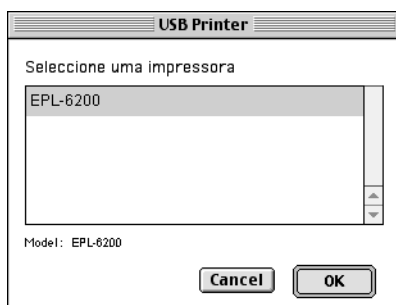 USB Printer
Seleccione uma impressora
EPL-6200
Model: EPL-6200
Cancel OK